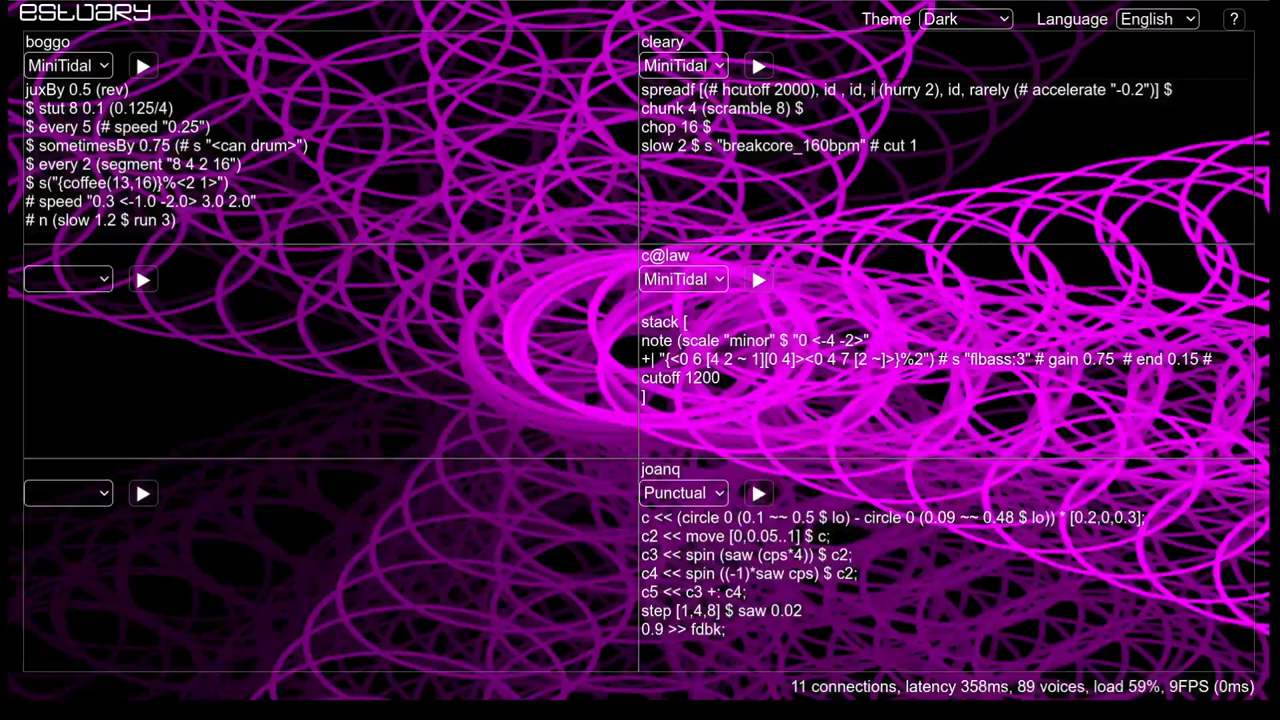 estuary
Theme Dark Language English ?
boggo
MiniTidal
juxBy 0.5 (rev)
$ stut 8 0.1 (0.125/4)
$ every 5 (# speed "0.25")
$ sometimesBy 0.75 (# s "<can drum>")
$ every 2 (segment "8 4 2 16")
$ s("{coffee(13,16)}%<2 1>")
# speed "0.3 <-1.0 -2.0> 3.0 2.0"
# n (slow 1.2 $ run 3)
cleary
MiniTidal
spreadf [(# hcutoff 2000), id , id, i (hurry 2), id, rarely (# accelerate "-0.2")] $
chunk 4 (scramble 8) $
chop 16 $
slow 2 $ s "breakcore_160bpm" # cut 1
c@law
MiniTidal
stack [
note (scale "minor" $ "0 <-4 -2>"
+| "{<0 6 [4 2 ~ 1][0 4]><0 4 7 [2 ~]>}%2") # s "flbass:3" # gain 0.75  # end 0.15 #
cutoff 1200
]
joanq
Punctual
c << (circle 0 (0.1 ~~ 0.5 $ lo) - circle 0 (0.09 ~~ 0.48 $ lo)) * [0.2,0,0.3];
c2 << move [0,0.05..1] $ c;
c3 << spin (saw (cps*4)) $ c2;
c4 << spin ((-1)*saw cps) $ c2;
c5 << c3 +: c4;
step [1,4,8] $ saw 0.02
0.9 >> fdbk;
11 connections, latency 358ms, 89 voices, load 59%, 9FPS (0ms)